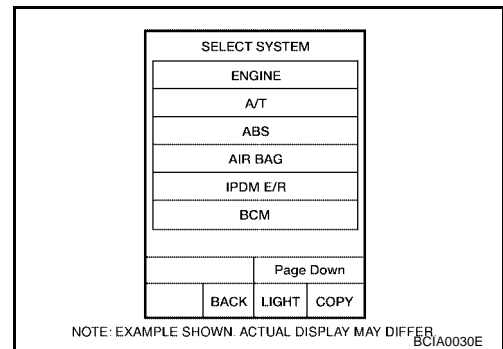 SELECT SYSTEM
ENGINE
A/T
ABS
AIR BAG
IPDM E/R
BCM
Page Down
BACK LIGHT COPY
NOTE: EXAMPLE SHOWN. ACTUAL DISPLAY MAY DIFFER.
BCIA0030E